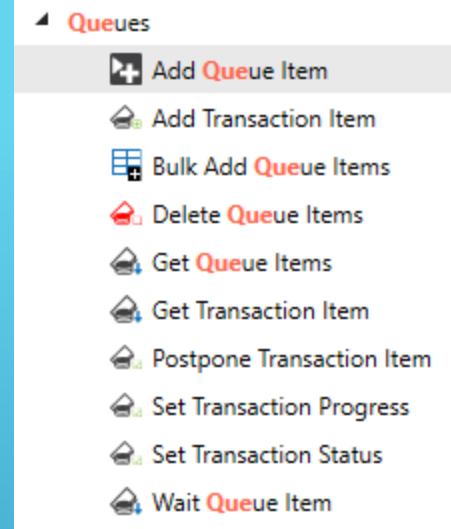 Queues
Add Queue Item
Add Transaction Item
Bulk Add Queue Items
Delete Queue Items
Get Queue Items
Get Transaction Item
Postpone Transaction Item
Set Transaction Progress
Set Transaction Status
Wait Queue Item